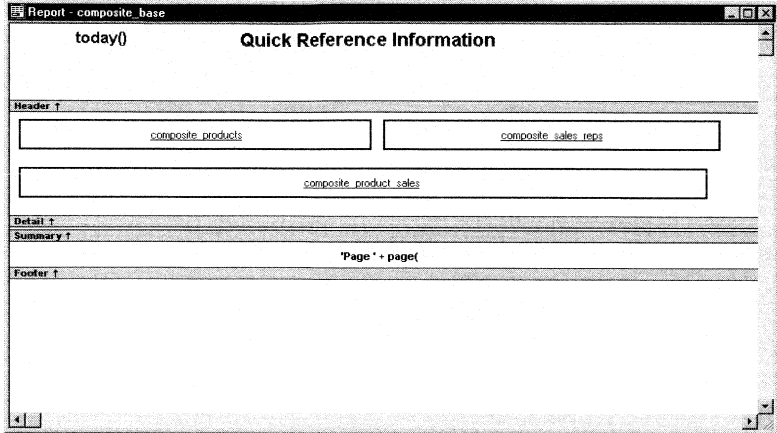 Report - composite_base
today() Quick Reference Information
Header ↑
composite_products composite_sales_reps
composite_product_sales
Detail ↑
Summary ↑
'Page ' + page(
Footer ↑